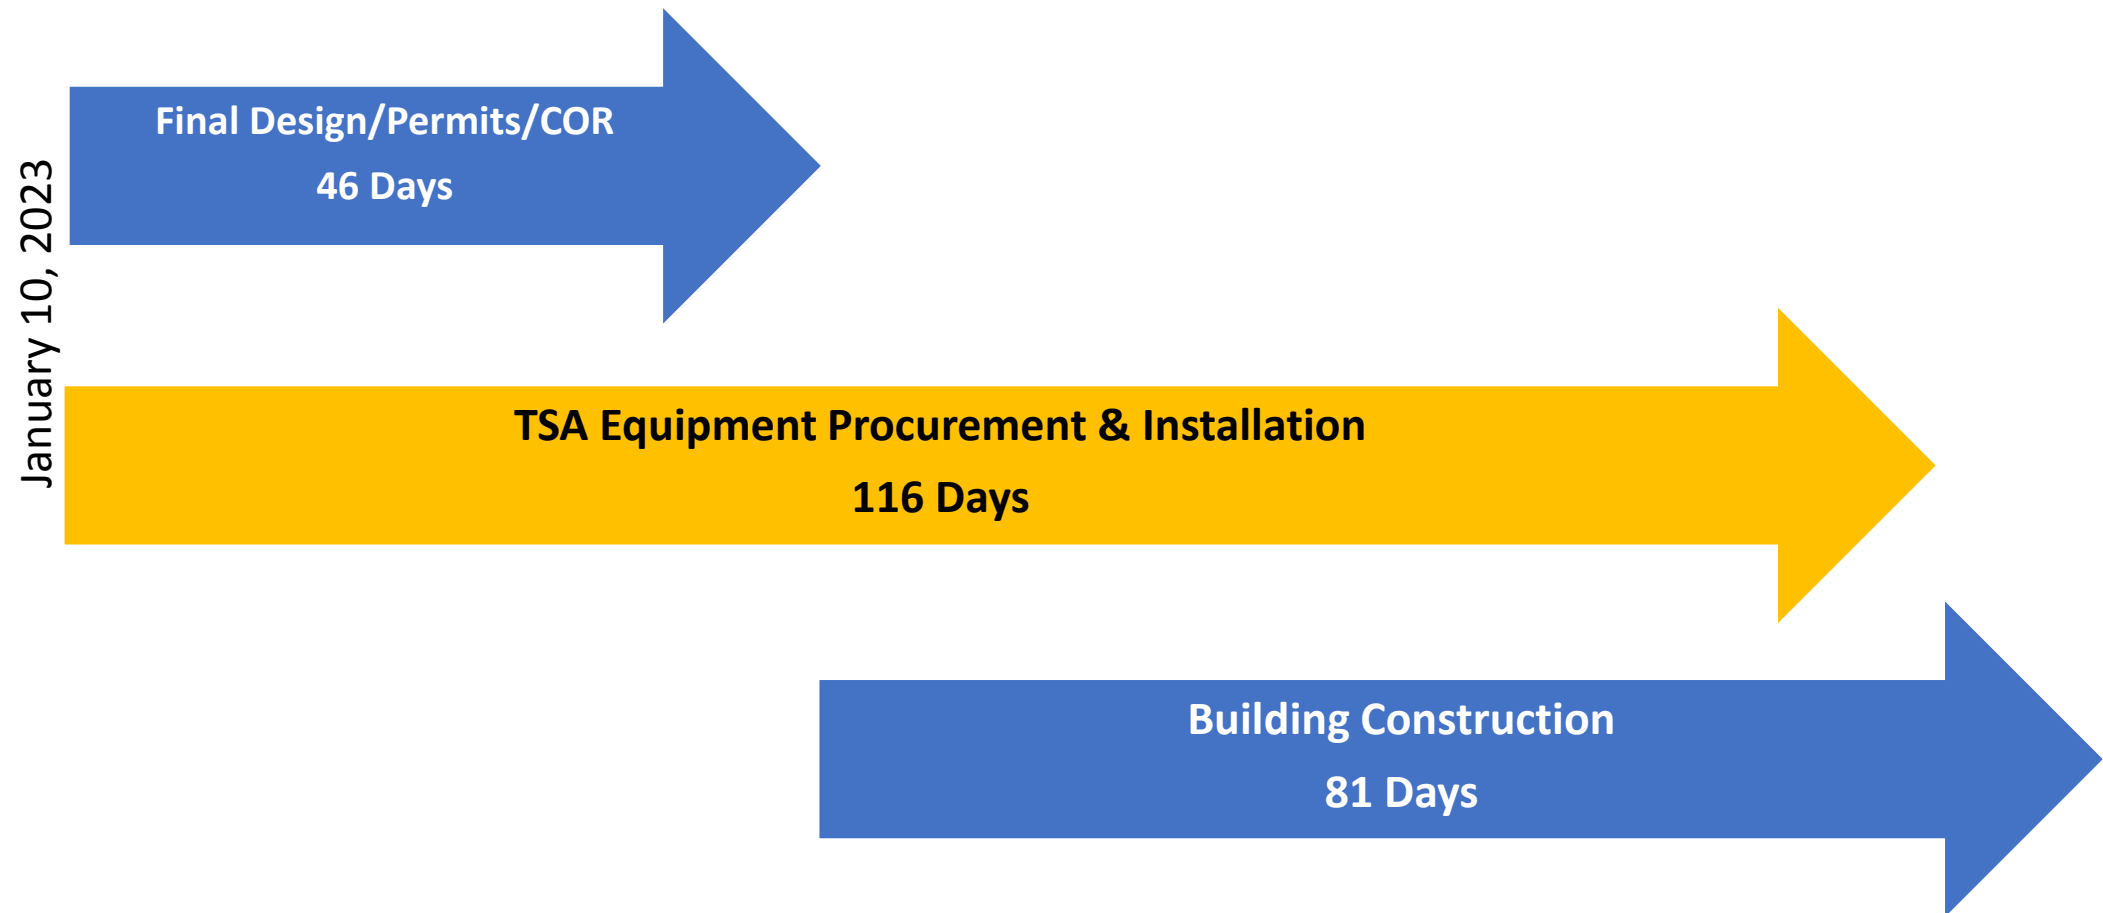 January 10, 2023
Final Design/Permits/COR
46 Days
TSA Equipment Procurement & Installation
116 Days
Building Construction
81 Days